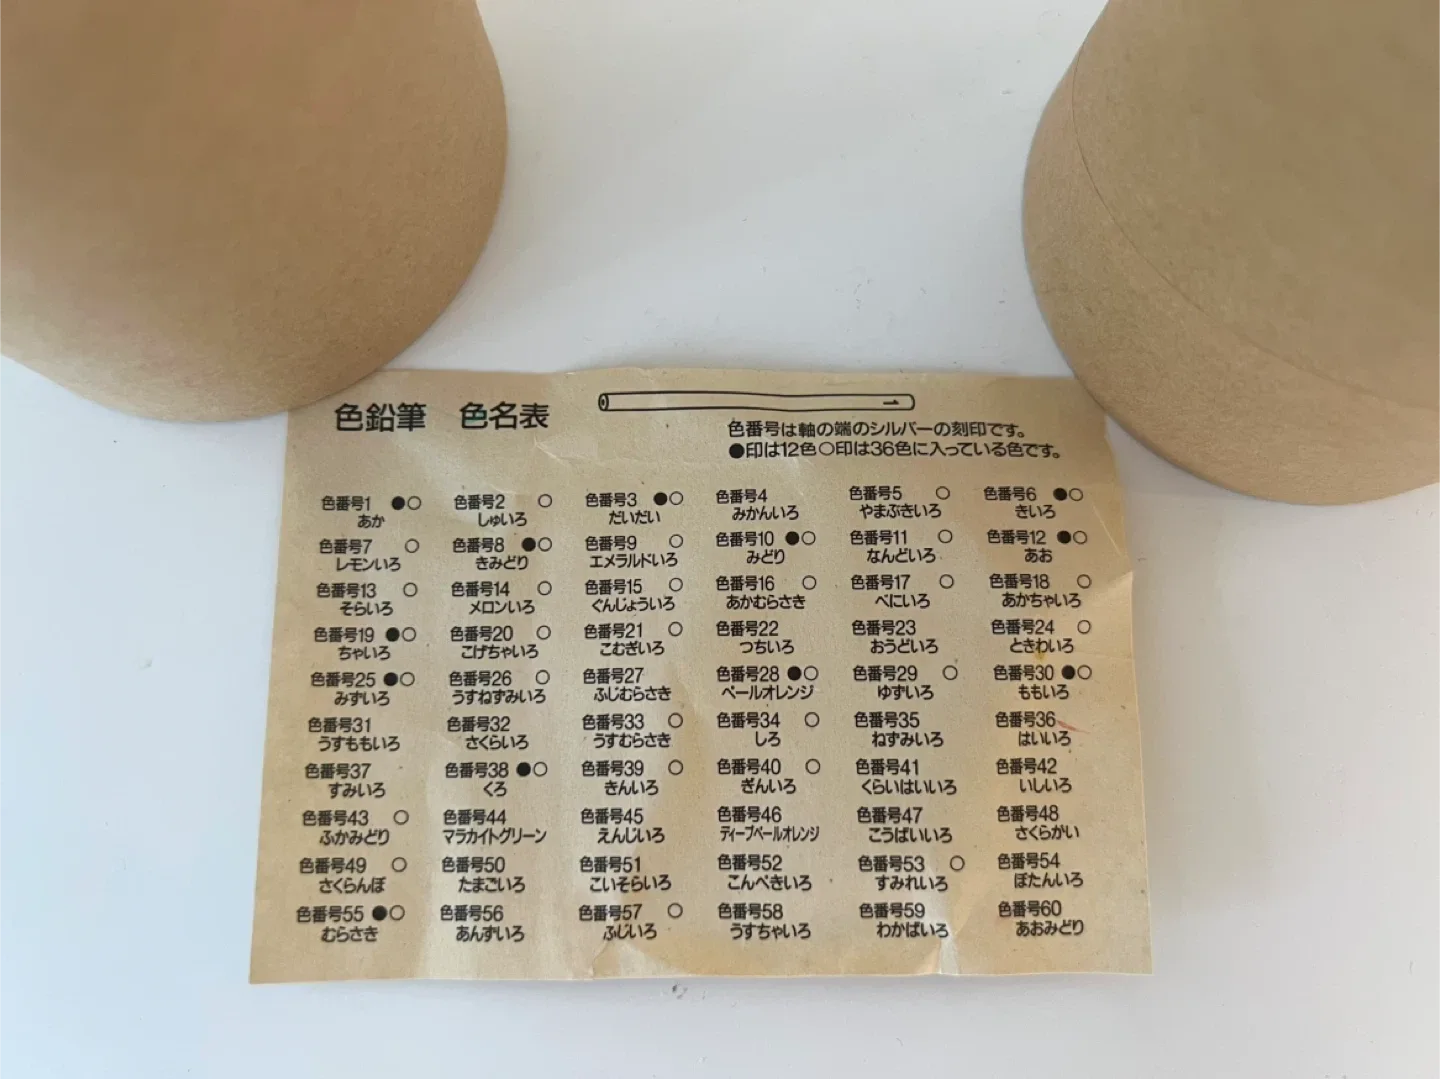 色鉛筆 色名表
色番号は軸の端のシルバーの刻印です。
●印は12色○印は36色に入っている色です。
色番号1 ●○ 色番号2 ○ 色番号3 ●○ 色番号4 色番号5 ○ 色番号6 ●○
あか しゅいろ だいだい みかんいろ やまぶきいろ きいろ
色番号7 ○ 色番号8 ●○ 色番号9 ○ 色番号10 ●○ 色番号11 ○ 色番号12 ●○
レモンいろ きみどり エメラルドいろ みどり なんどいろ あお
色番号13 ○ 色番号14 ○ 色番号15 ○ 色番号16 ○ 色番号17 ○ 色番号18 ○
そらいろ メロンいろ ぐんじょういろ あかむらさき べにいろ あかちゃいろ
色番号19 ●○ 色番号20 ○ 色番号21 ○ 色番号22 色番号23 色番号24 ○
ちゃいろ こげちゃいろ こむぎいろ つちいろ おうどいろ ときわいろ
色番号25 ●○ 色番号26 ○ 色番号27 色番号28 ●○ 色番号29 ○ 色番号30 ●○
みずいろ うすねずみいろ ふじむらさき ペールオレンジ ゆずいろ ももいろ
色番号31 色番号32 色番号33 ○ 色番号34 ○ 色番号35 色番号36
うすももいろ さくらいろ うすむらさき しろ ねずみいろ はいいろ
色番号37 色番号38 ●○ 色番号39 ○ 色番号40 ○ 色番号41 色番号42
すみいろ くろ きんいろ ぎんいろ くらいはいいろ いしいろ
色番号43 ○ 色番号44 色番号45 色番号46 色番号47 色番号48
ふかみどり マラカイトグリーン えんじいろ ディープペールオレンジ こうばいいろ さくらがい
色番号49 ○ 色番号50 色番号51 色番号52 色番号53 ○ 色番号54
さくらんぼ たまごいろ こいそらいろ こんぺきいろ すみれいろ ぼたんいろ
色番号55 ●○ 色番号56 色番号57 ○ 色番号58 色番号59 色番号60
むらさき あんずいろ ふじいろ うすちゃいろ わかばいろ あおみどり